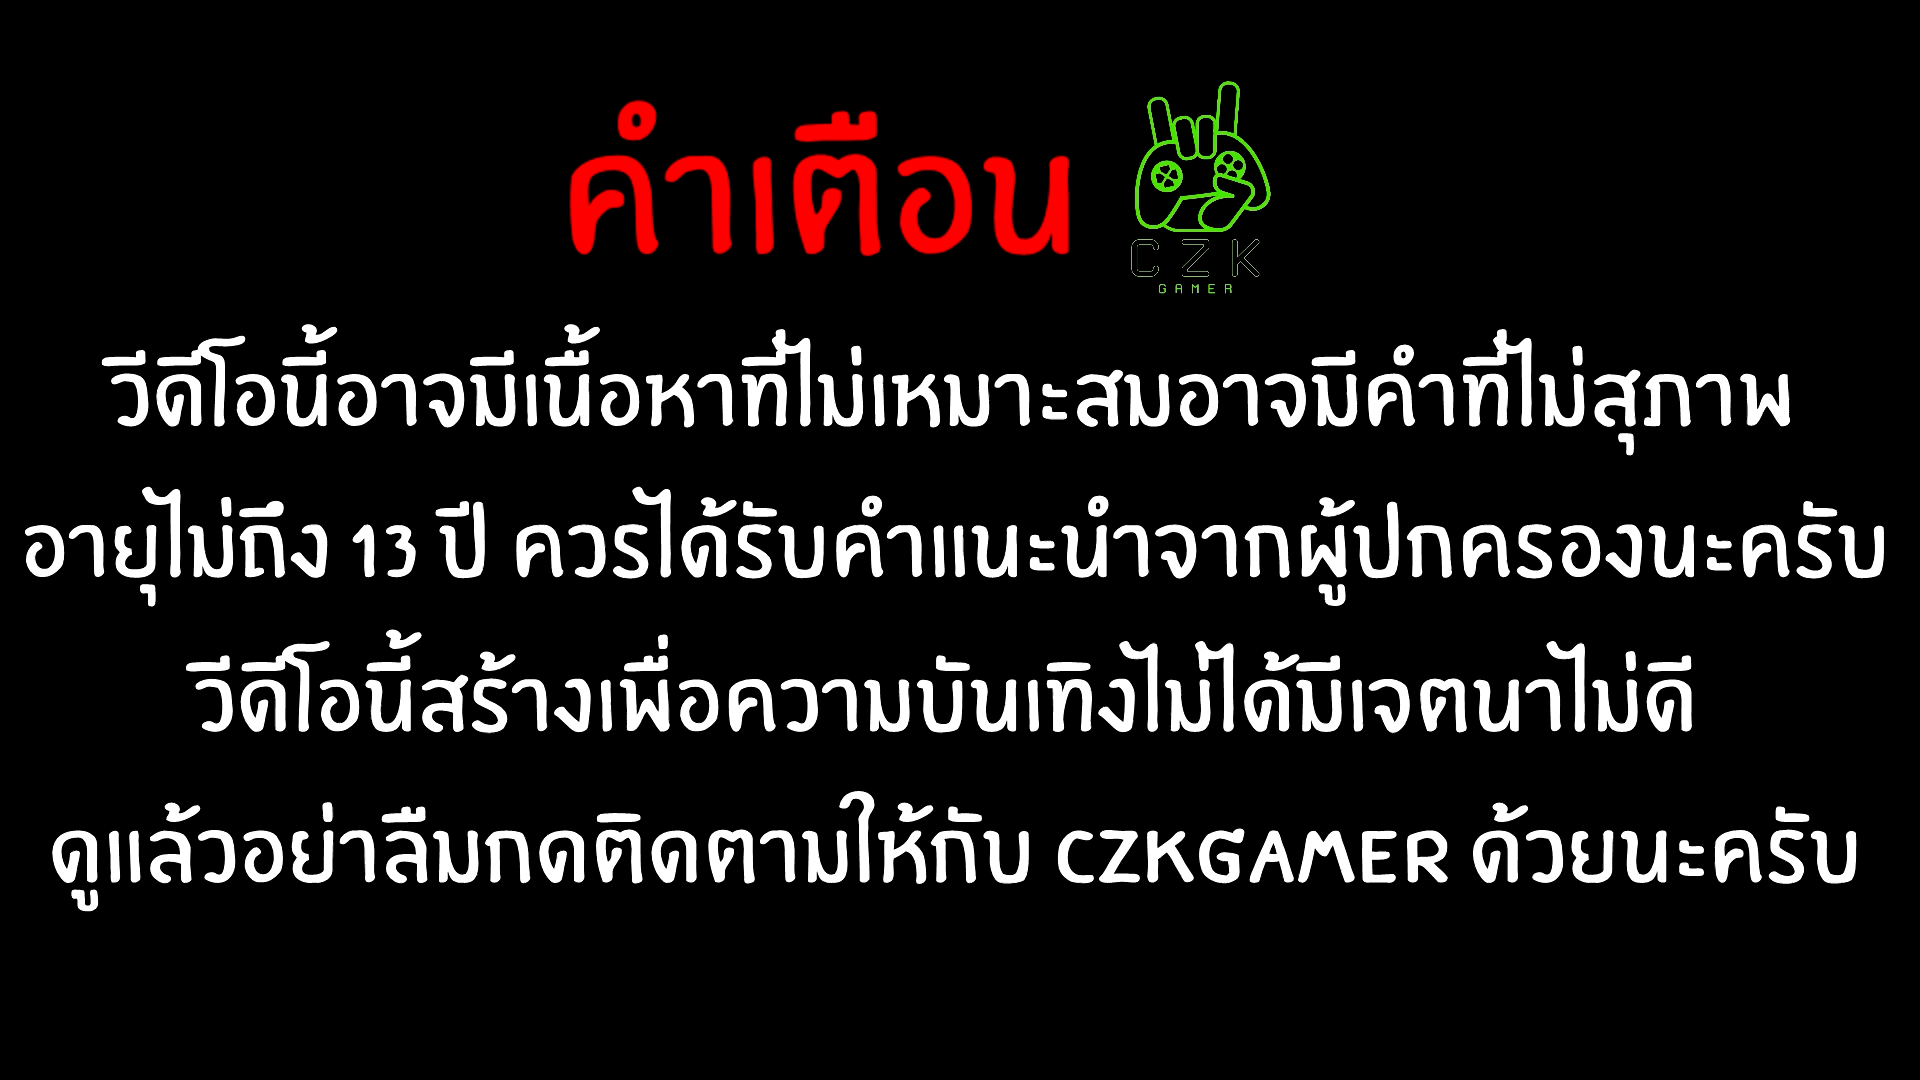 คำเตือน
CZK
GAMER
วีดีโอนี้อาจมีเนื้อหาที่ไม่เหมาะสมอาจมีคำที่ไม่สุภาพ
อายุไม่ถึง 13 ปี ควรได้รับคำแนะนำจากผู้ปกครองนะครับ
วีดีโอนี้สร้างเพื่อความบันเทิงไม่ได้มีเจตนาไม่ดี
ดูแล้วอย่าลืมกดติดตามให้กับ CZKGAMER ด้วยนะครับ